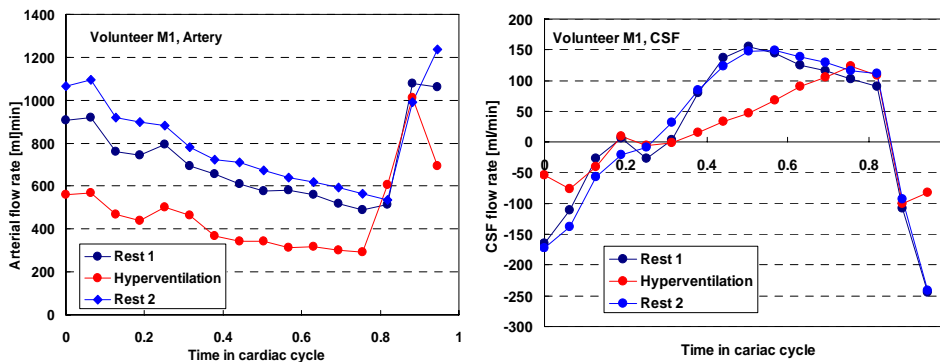 Volunteer M1, Artery
Arterial flow rate [ml]min]
1400
1200
1000
800
600
400
200
0
0 0.2 0.4 0.6 0.8 1
Rest 1
Hyperventilation
Rest 2
Time in cardiac cycle
Volunteer M1, CSF
CSF flow rate [ml/min]
200
150
100
50
0
-50
-100
-150
-200
-250
-300
0.0 0.2 0.4 0.6 0.8
Rest 1
Hyperventilation
Rest 2
Time in cariac cycle